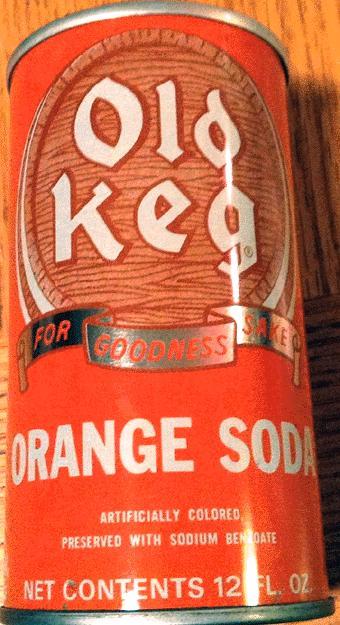 Old
Keg®
FOR GOODNESS SAKE
ORANGE SODA
ARTIFICIALLY COLORED
PRESERVED WITH SODIUM BENZOATE
NET CONTENTS 12 FL. OZ.